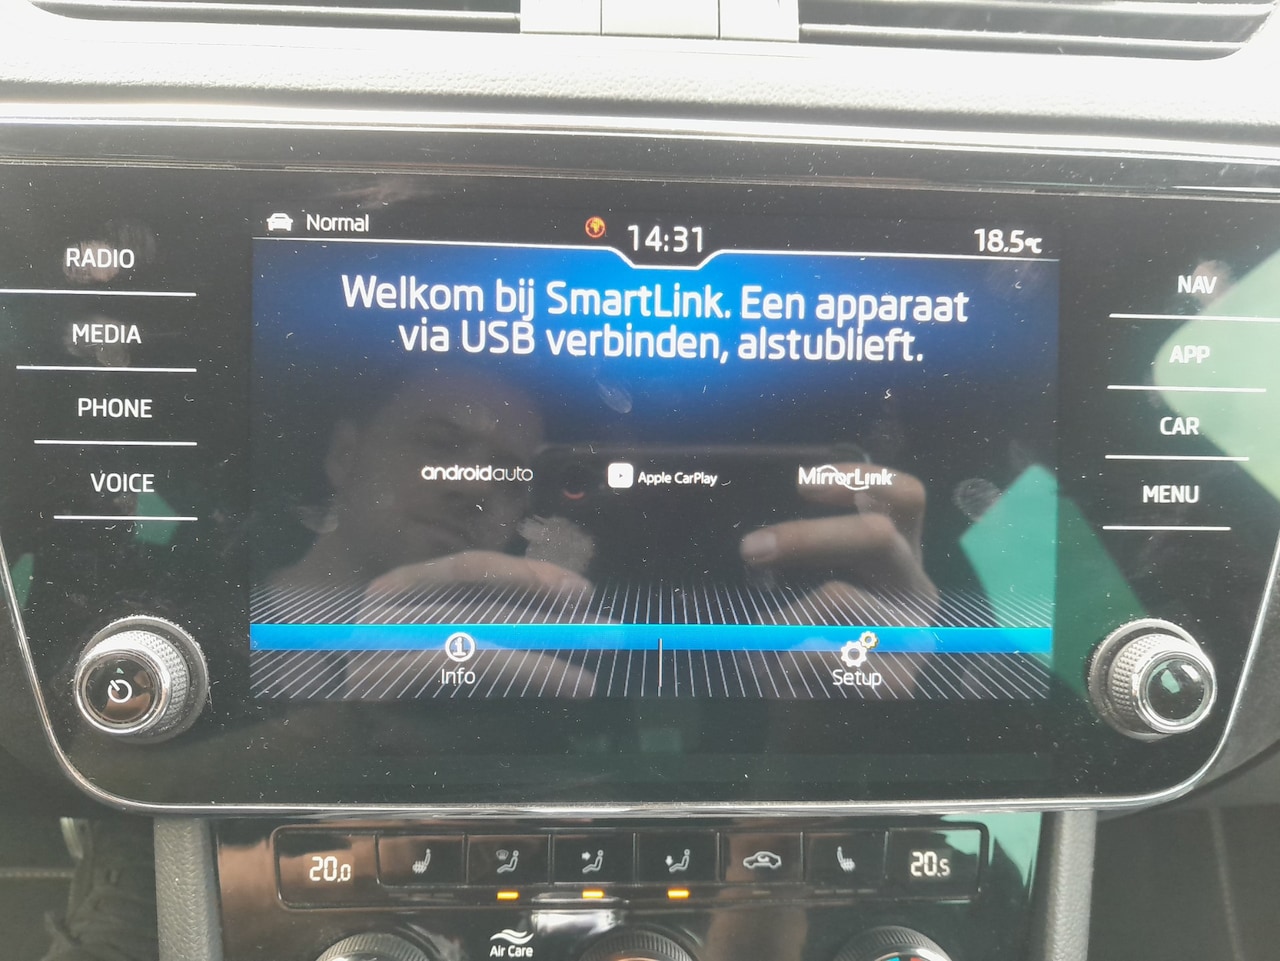 Normal
14:31
18.5°C
RADIO
MEDIA
PHONE
VOICE
NAV
APP
CAR
MENU
Welkom bij SmartLink. Een apparaat
via USB verbinden, alstublieft.
androidauto
Apple CarPlay
MirrorLink
Info
Setup
20.0
20.5
Air Care